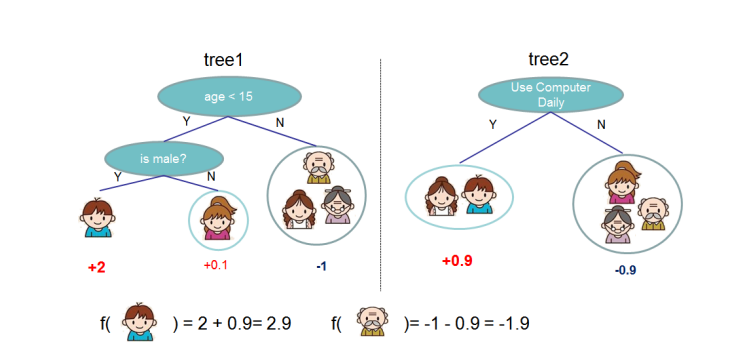 tree1
tree2
age < 15
Use Computer
Daily
Y
N
Y
N
is male?
Y
N
+2
+0.1
-1
+0.9
-0.9
f( ) = 2 + 0.9= 2.9
f( )= -1 - 0.9 = -1.9